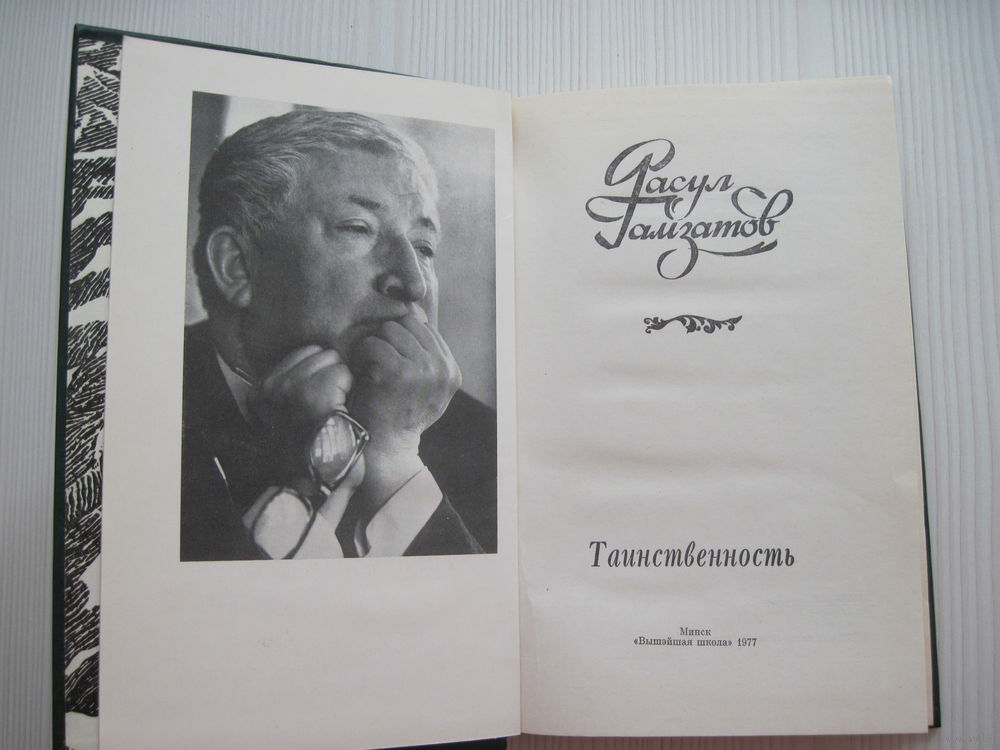 Расул
Гамзатов
Таинственность
Минск
«Вышэйшая школа» 1977